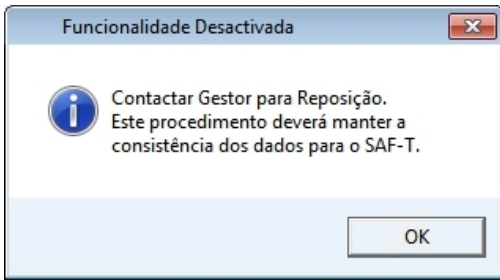 Funcionalidade Desactivada
Contactar Gestor para Reposição.
Este procedimento deverá manter a
consistência dos dados para o SAF-T.
OK